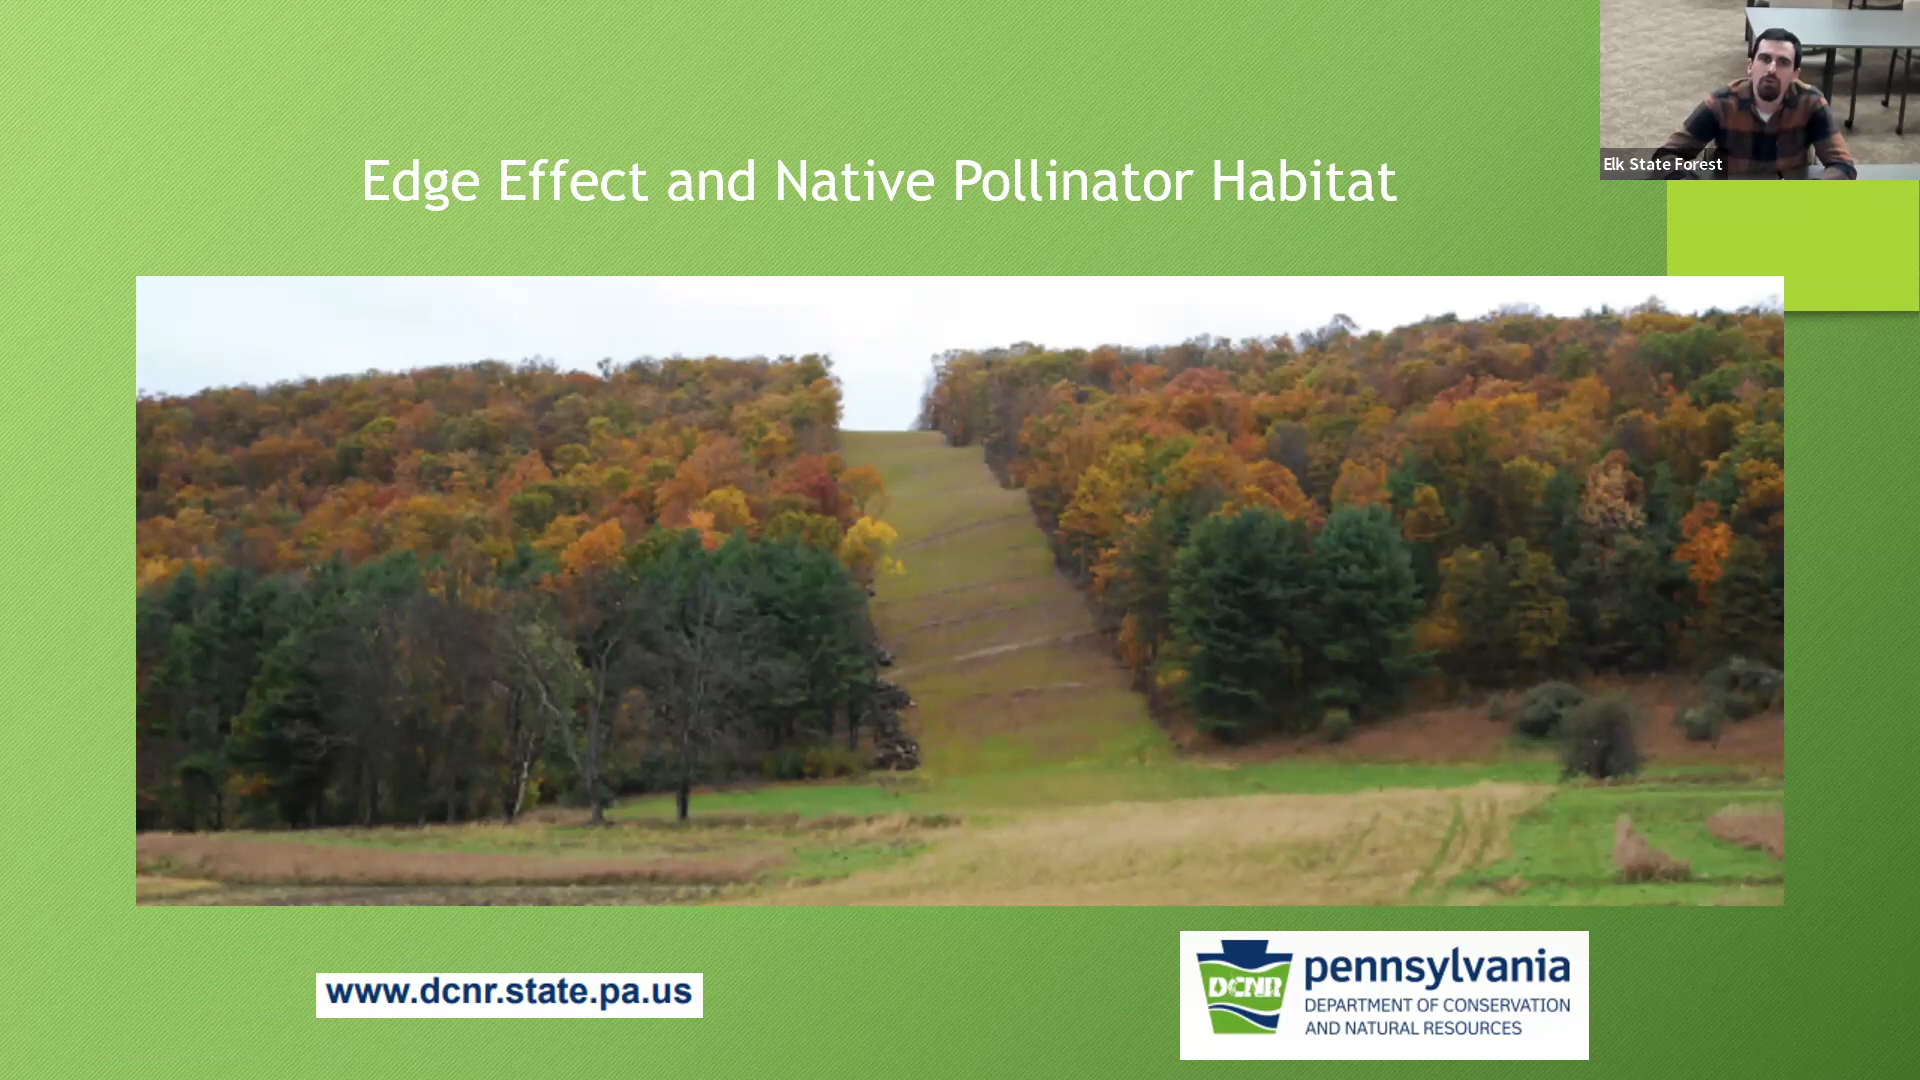 Elk State Forest
Edge Effect and Native Pollinator Habitat
www.dcnr.state.pa.us
DCNR
pennsylvania
DEPARTMENT OF CONSERVATION
AND NATURAL RESOURCES